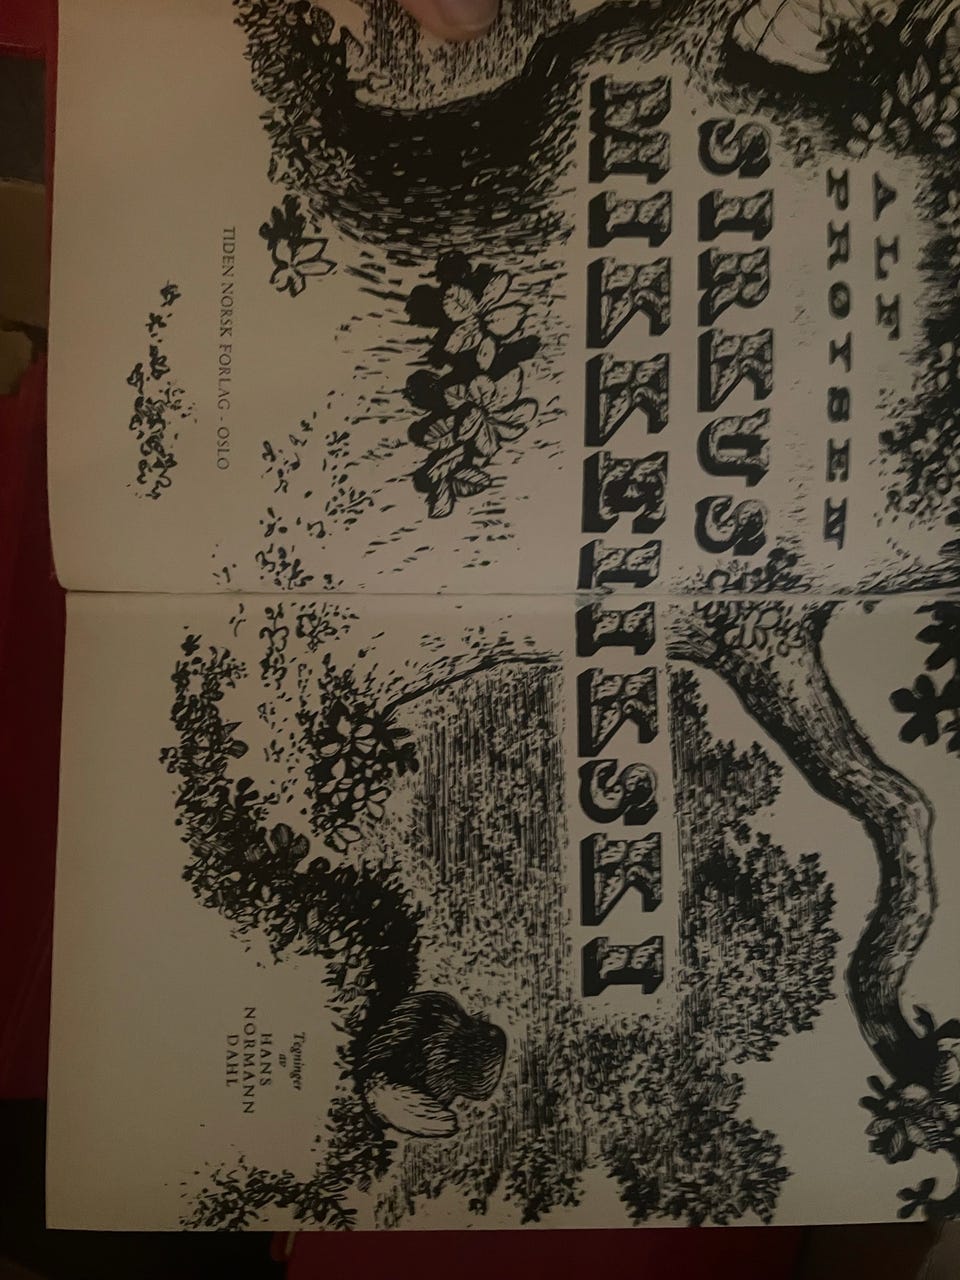 ALF
PRØYSEN
SIRKUS
MIKKELIKSKI
TIDEN NORSK FORLAG . OSLO
Tegninger
av
HANS
NORMANN
DAHL